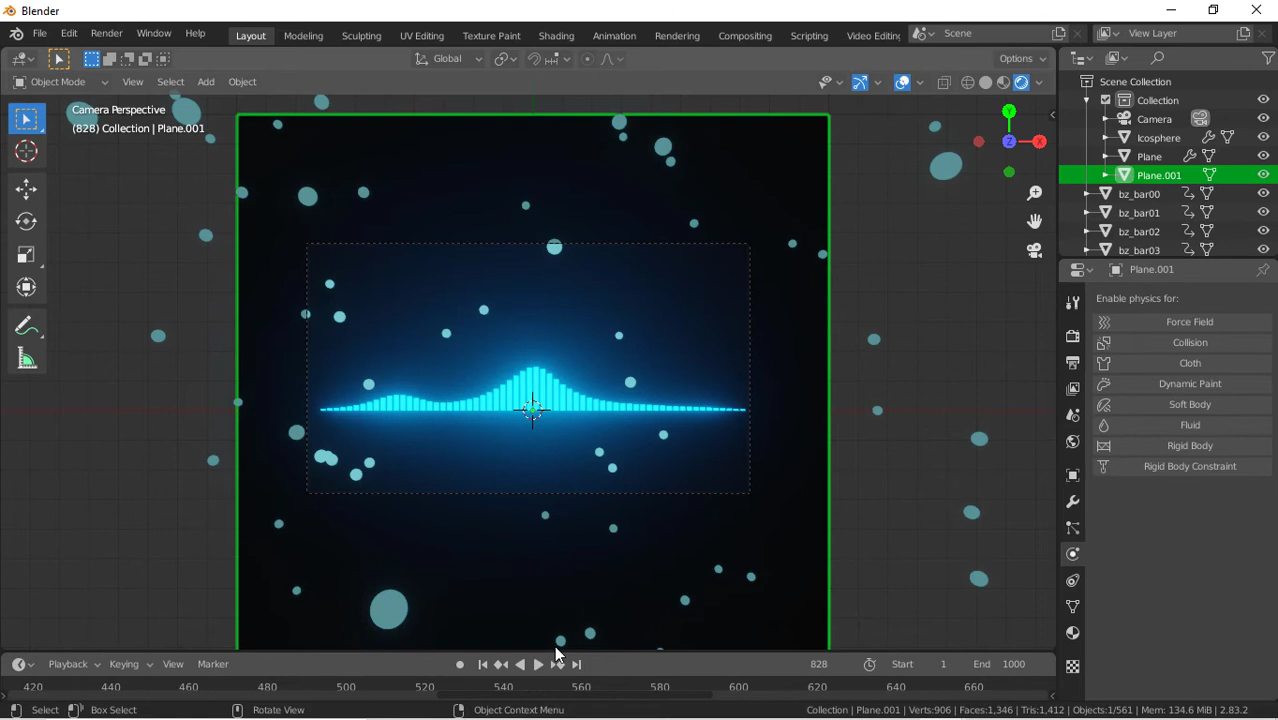 Blender
File Edit Render Window Help Layout Modeling Sculpting UV Editing Texture Paint Shading Animation Rendering Compositing Scripting Video Editing Scene View Layer
Global Options
Object Mode View Select Add Object
Camera Perspective
(828) Collection | Plane.001
Y
Z
X
Scene Collection
Collection
Camera
Icosphere
Plane
Plane.001
bz_bar00
bz_bar01
bz_bar02
bz_bar03
Plane.001
Enable physics for:
Force Field
Collision
Cloth
Dynamic Paint
Soft Body
Fluid
Rigid Body
Rigid Body Constraint
Playback Keying View Marker 828 Start 1 End 1000
420 440 460 480 500 520 540 560 580 600 620 640 660
Select Box Select Rotate View Object Context Menu Collection | Plane.001 | Verts:906 | Faces:1,346 | Tris:1,412 | Objects:1/561 | Mem: 134.6 MiB | 2.83.2